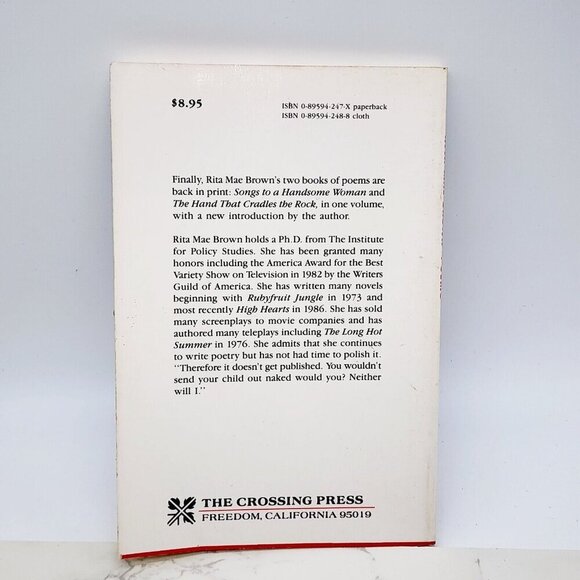 $8.95
ISBN 0-89594-247-X paperback
ISBN 0-89594-248-8 cloth
Finally, Rita Mae Brown's two books of poems are
back in print: Songs to a Handsome Woman and
The Hand That Cradles the Rock, in one volume,
with a new introduction by the author.
Rita Mae Brown holds a Ph.D. from The Institute
for Policy Studies. She has been granted many
honors including the America Award for the Best
Variety Show on Television in 1982 by the Writers
Guild of America. She has written many novels
beginning with Rubyfruit Jungle in 1973 and
most recently High Hearts in 1986. She has sold
many screenplays to movie companies and has
authored many teleplays including The Long Hot
Summer in 1976. She admits that she continues
to write poetry but has not had time to polish it.
"Therefore it doesn't get published. You wouldn't
send your child out naked would you? Neither
will I."
THE CROSSING PRESS
FREEDOM, CALIFORNIA 95019